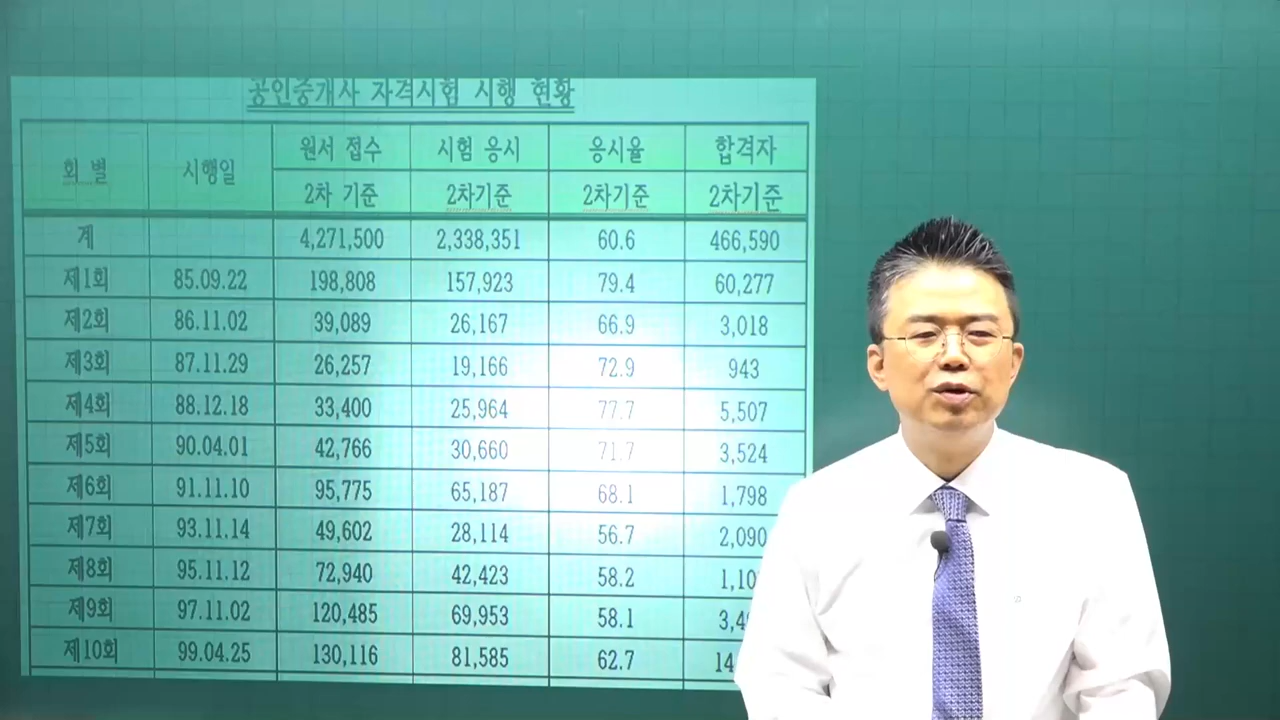 공인중개사 자격시험 시행 현황
회 별 시행일 원서 접수 시험 응시 응시율 합격자
2차 기준 2차기준 2차기준 2차기준
계 4,271,500 2,338,351 60.6 466,590
제1회 85.09.22 198,808 157,923 79.4 60,277
제2회 86.11.02 39,089 26,167 66.9 3,018
제3회 87.11.29 26,257 19,166 72.9 943
제4회 88.12.18 33,400 25,964 77.7 5,507
제5회 90.04.01 42,766 30,660 71.7 3,524
제6회 91.11.10 95,775 65,187 68.1 1,798
제7회 93.11.14 49,602 28,114 56.7 2,090
제8회 95.11.12 72,940 42,423 58.2
제9회 97.11.02 120,485 69,953 58.1
제10회 99.04.25 130,116 81,585 62.7